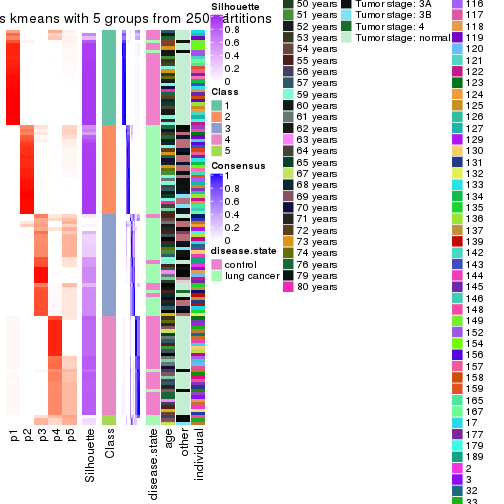 s kmeans with 5 groups from 250 partitions
Silhouette
1
0.8
0.6
0.4
0.2
0
Class
1
2
3
4
5
Consensus
1
0.8
0.6
0.4
0.2
0
disease.state
control
lung cancer
50 years
51 years
52 years
53 years
54 years
55 years
56 years
57 years
59 years
60 years
61 years
62 years
63 years
64 years
65 years
67 years
68 years
69 years
70 years
71 years
72 years
73 years
74 years
76 years
79 years
80 years
Tumor stage: 3A
Tumor stage: 3B
Tumor stage: 4
Tumor stage: normal
116
117
118
119
120
121
122
123
124
125
126
127
129
130
131
132
133
134
135
136
137
139
142
143
144
145
146
148
149
152
154
156
157
158
159
165
167
17
177
179
189
2
3
32
33
p1
p2
p3
p4
p5
Silhouette
Class
disease.state
age
other
individual